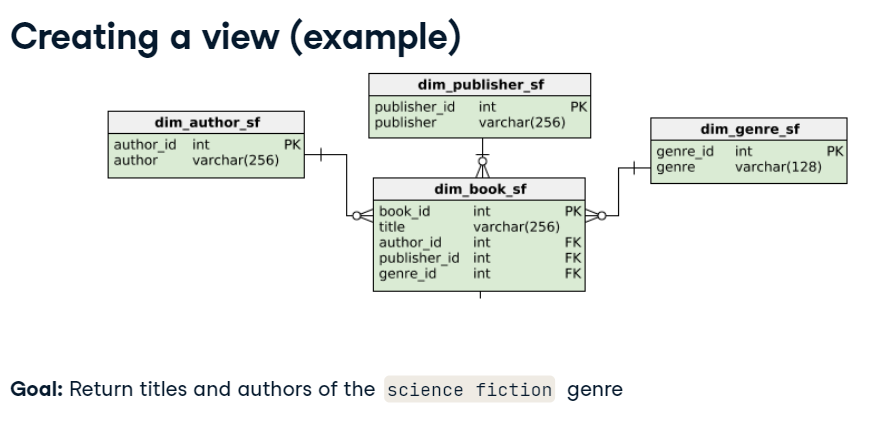 Creating a view (example)
dim_publisher_sf
publisher_id int PK
publisher varchar(256)
dim_author_sf
author_id int PK
author varchar(256)
dim_genre_sf
genre_id int PK
genre varchar(128)
dim_book_sf
book_id int PK
title varchar(256)
author_id int FK
publisher_id int FK
genre_id int FK
Goal: Return titles and authors of the science fiction genre